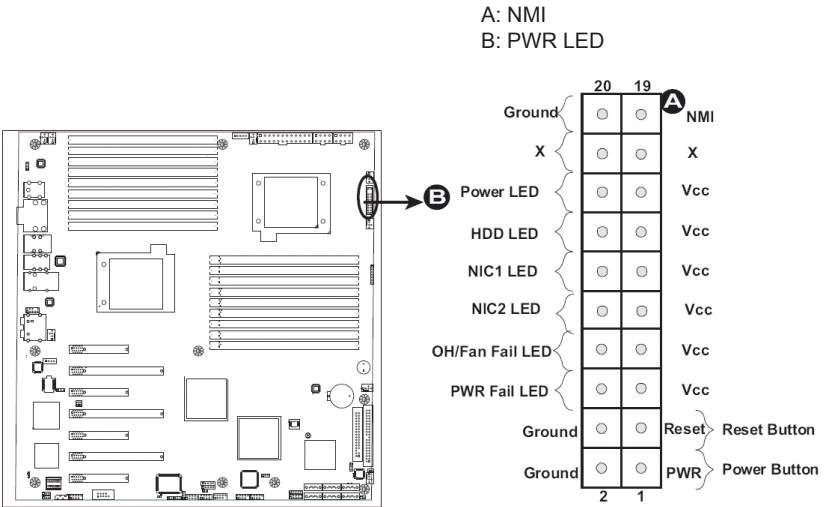 A: NMI
B: PWR LED
20 19
A
Ground NMI
X X
B
Power LED Vcc
HDD LED Vcc
NIC1 LED Vcc
NIC2 LED Vcc
OH/Fan Fail LED Vcc
PWR Fail LED Vcc
Ground Reset Reset Button
Ground PWR Power Button
2 1